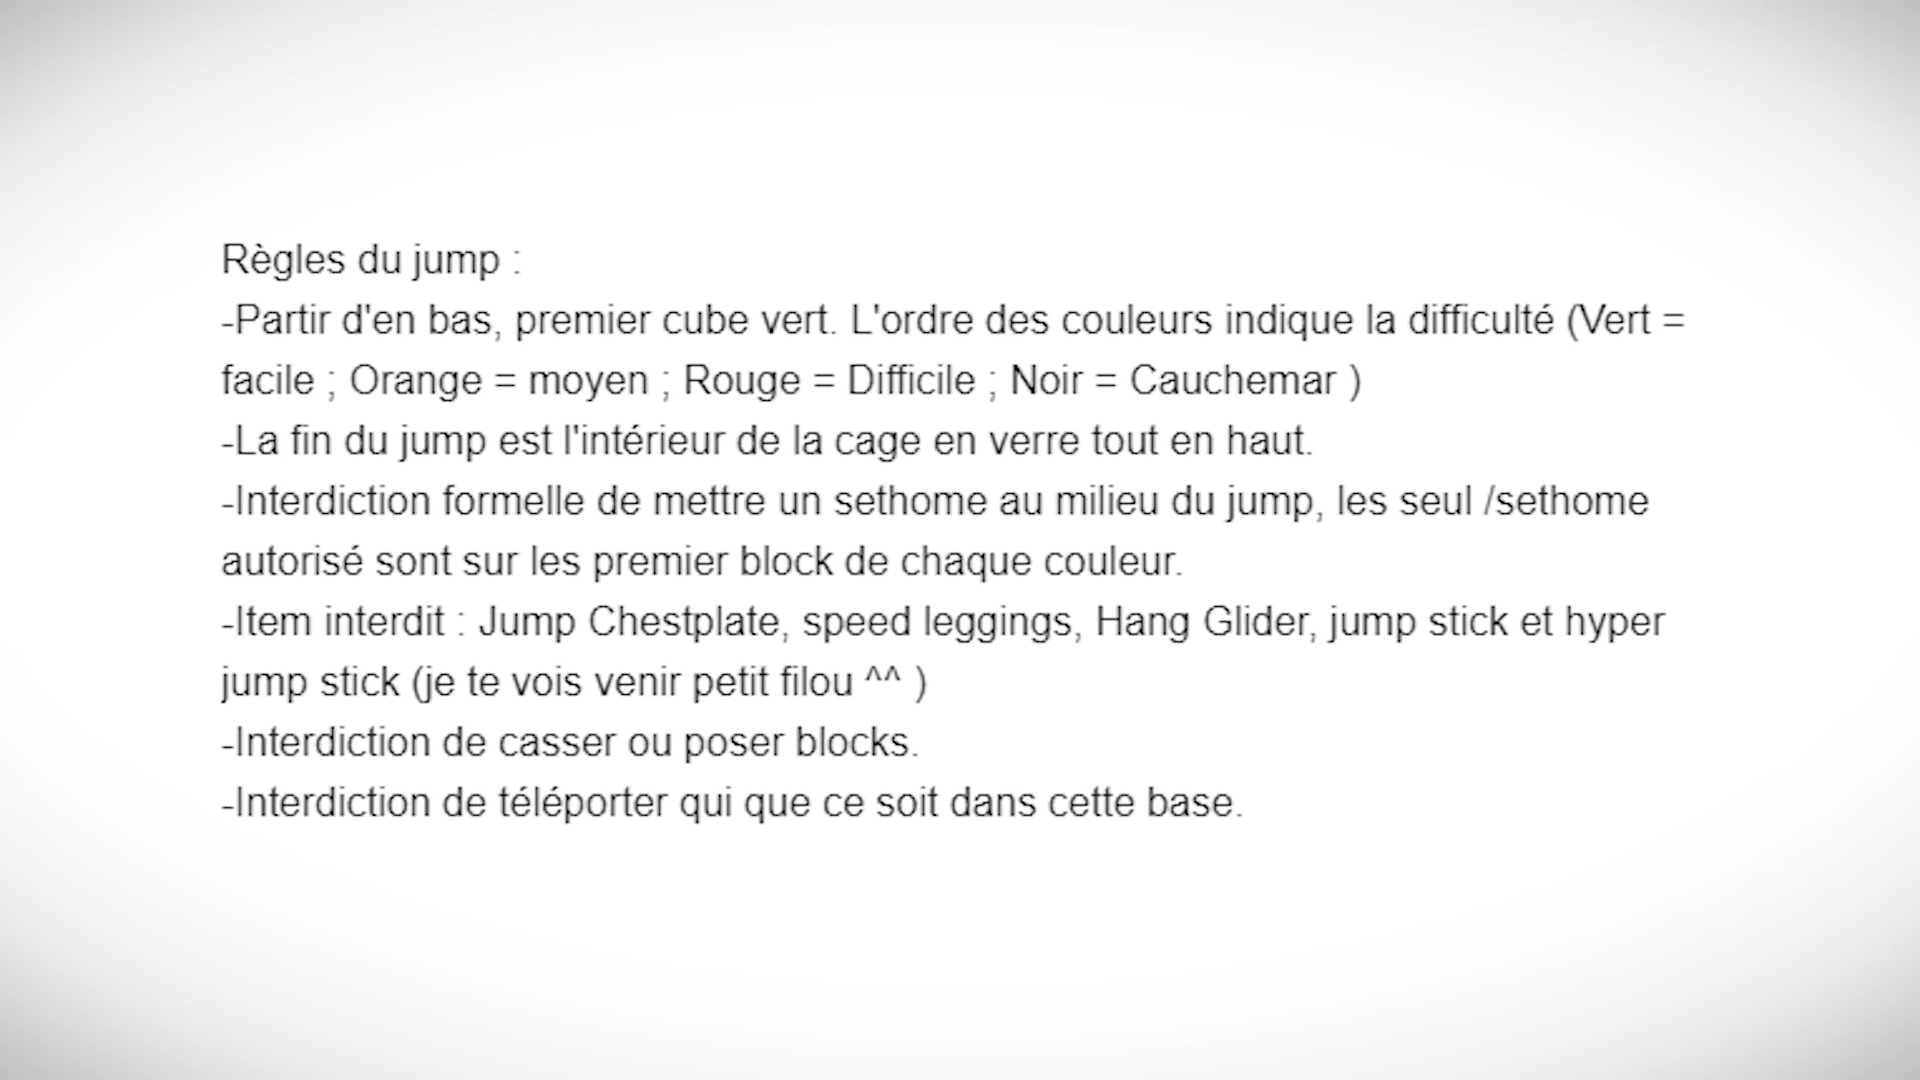 Règles du jump :
-Partir d'en bas, premier cube vert. L'ordre des couleurs indique la difficulté (Vert =
facile ; Orange = moyen ; Rouge = Difficile ; Noir = Cauchemar )
-La fin du jump est l'intérieur de la cage en verre tout en haut.
-Interdiction formelle de mettre un sethome au milieu du jump, les seul /sethome
autorisé sont sur les premier block de chaque couleur.
-Item interdit : Jump Chestplate, speed leggings, Hang Glider, jump stick et hyper
jump stick (je te vois venir petit filou ^^ )
-Interdiction de casser ou poser blocks.
-Interdiction de téléporter qui que ce soit dans cette base.